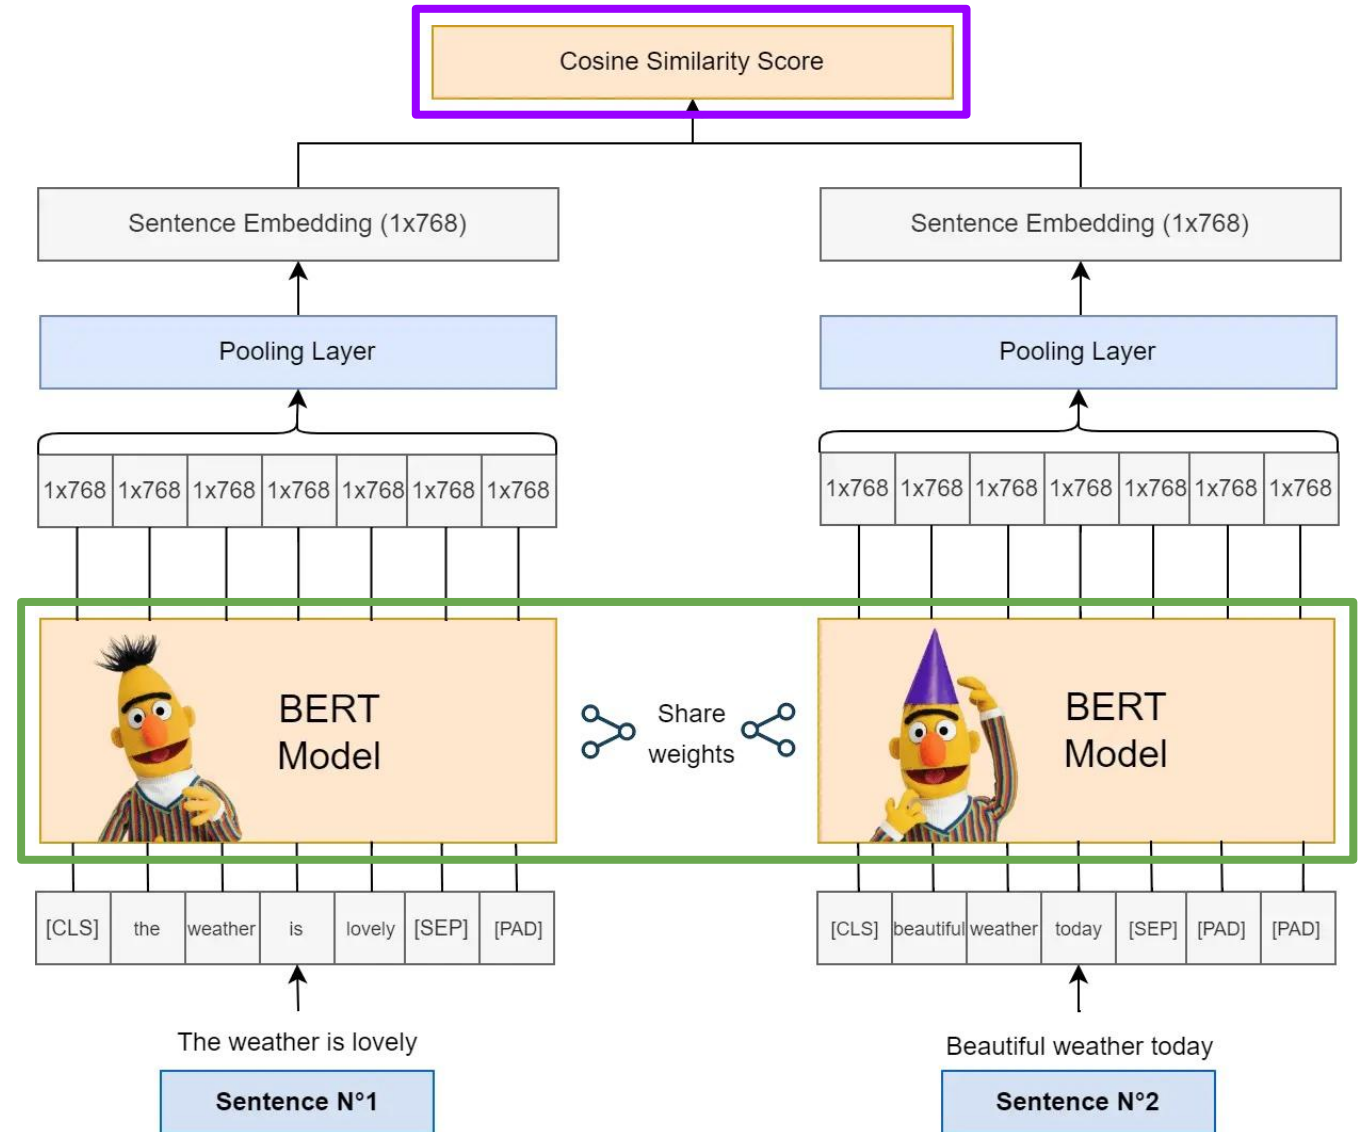 Cosine Similarity Score
Sentence Embedding (1x768)
Sentence Embedding (1x768)
Pooling Layer
Pooling Layer
1x768 1x768 1x768 1x768 1x768 1x768 1x768
1x768 1x768 1x768 1x768 1x768 1x768 1x768
BERT
Model
Share
weights
BERT
Model
[CLS] the weather is lovely [SEP] [PAD]
[CLS] beautiful weather today [SEP] [PAD] [PAD]
The weather is lovely
Beautiful weather today
Sentence N°1
Sentence N°2